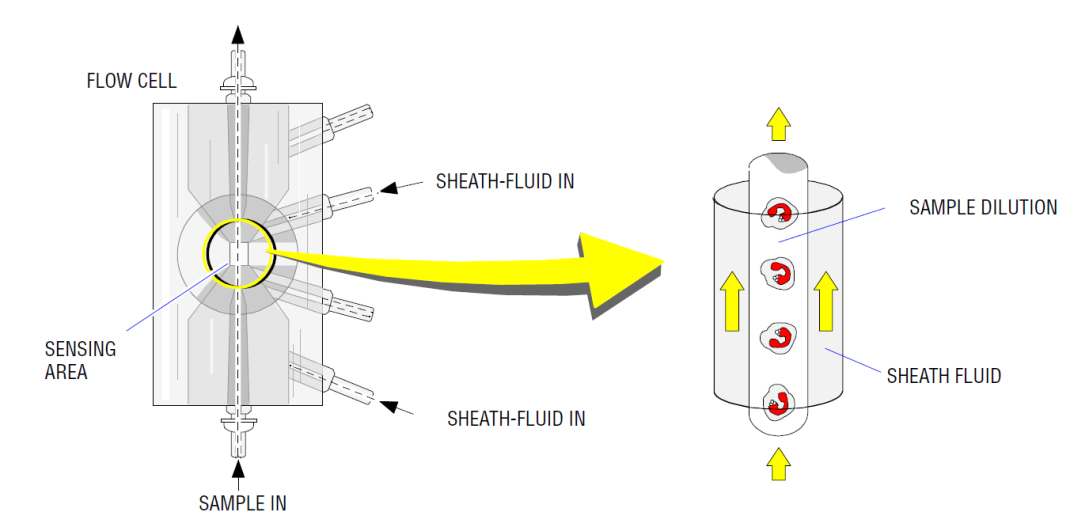 FLOW CELL
SHEATH-FLUID IN
SENSING
AREA
SHEATH-FLUID IN
SAMPLE IN
SAMPLE DILUTION
SHEATH FLUID